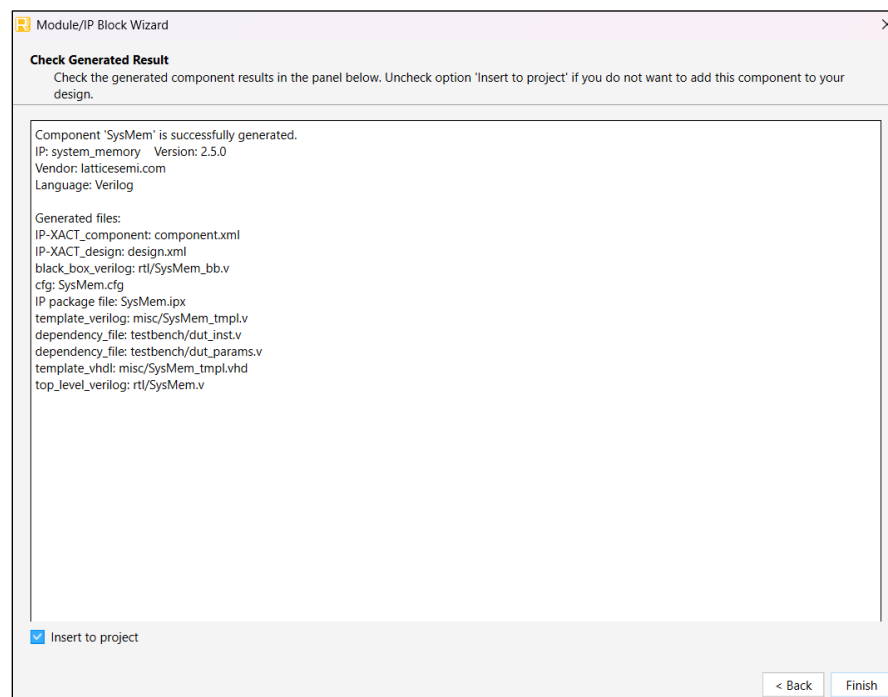 Module/IP Block Wizard
Check Generated Result
Check the generated component results in the panel below. Uncheck option 'Insert to project' if you do not want to add this component to your
design.
Component 'SysMem' is successfully generated.
IP: system_memory    Version: 2.5.0
Vendor: latticesemi.com
Language: Verilog
Generated files:
IP-XACT_component: component.xml
IP-XACT_design: design.xml
black_box_verilog: rtl/SysMem_bb.v
cfg: SysMem.cfg
IP package file: SysMem.ipx
template_verilog: misc/SysMem_tmpl.v
dependency_file: testbench/dut_inst.v
dependency_file: testbench/dut_params.v
template_vhdl: misc/SysMem_tmpl.vhd
top_level_verilog: rtl/SysMem.v
Insert to project
< Back    Finish